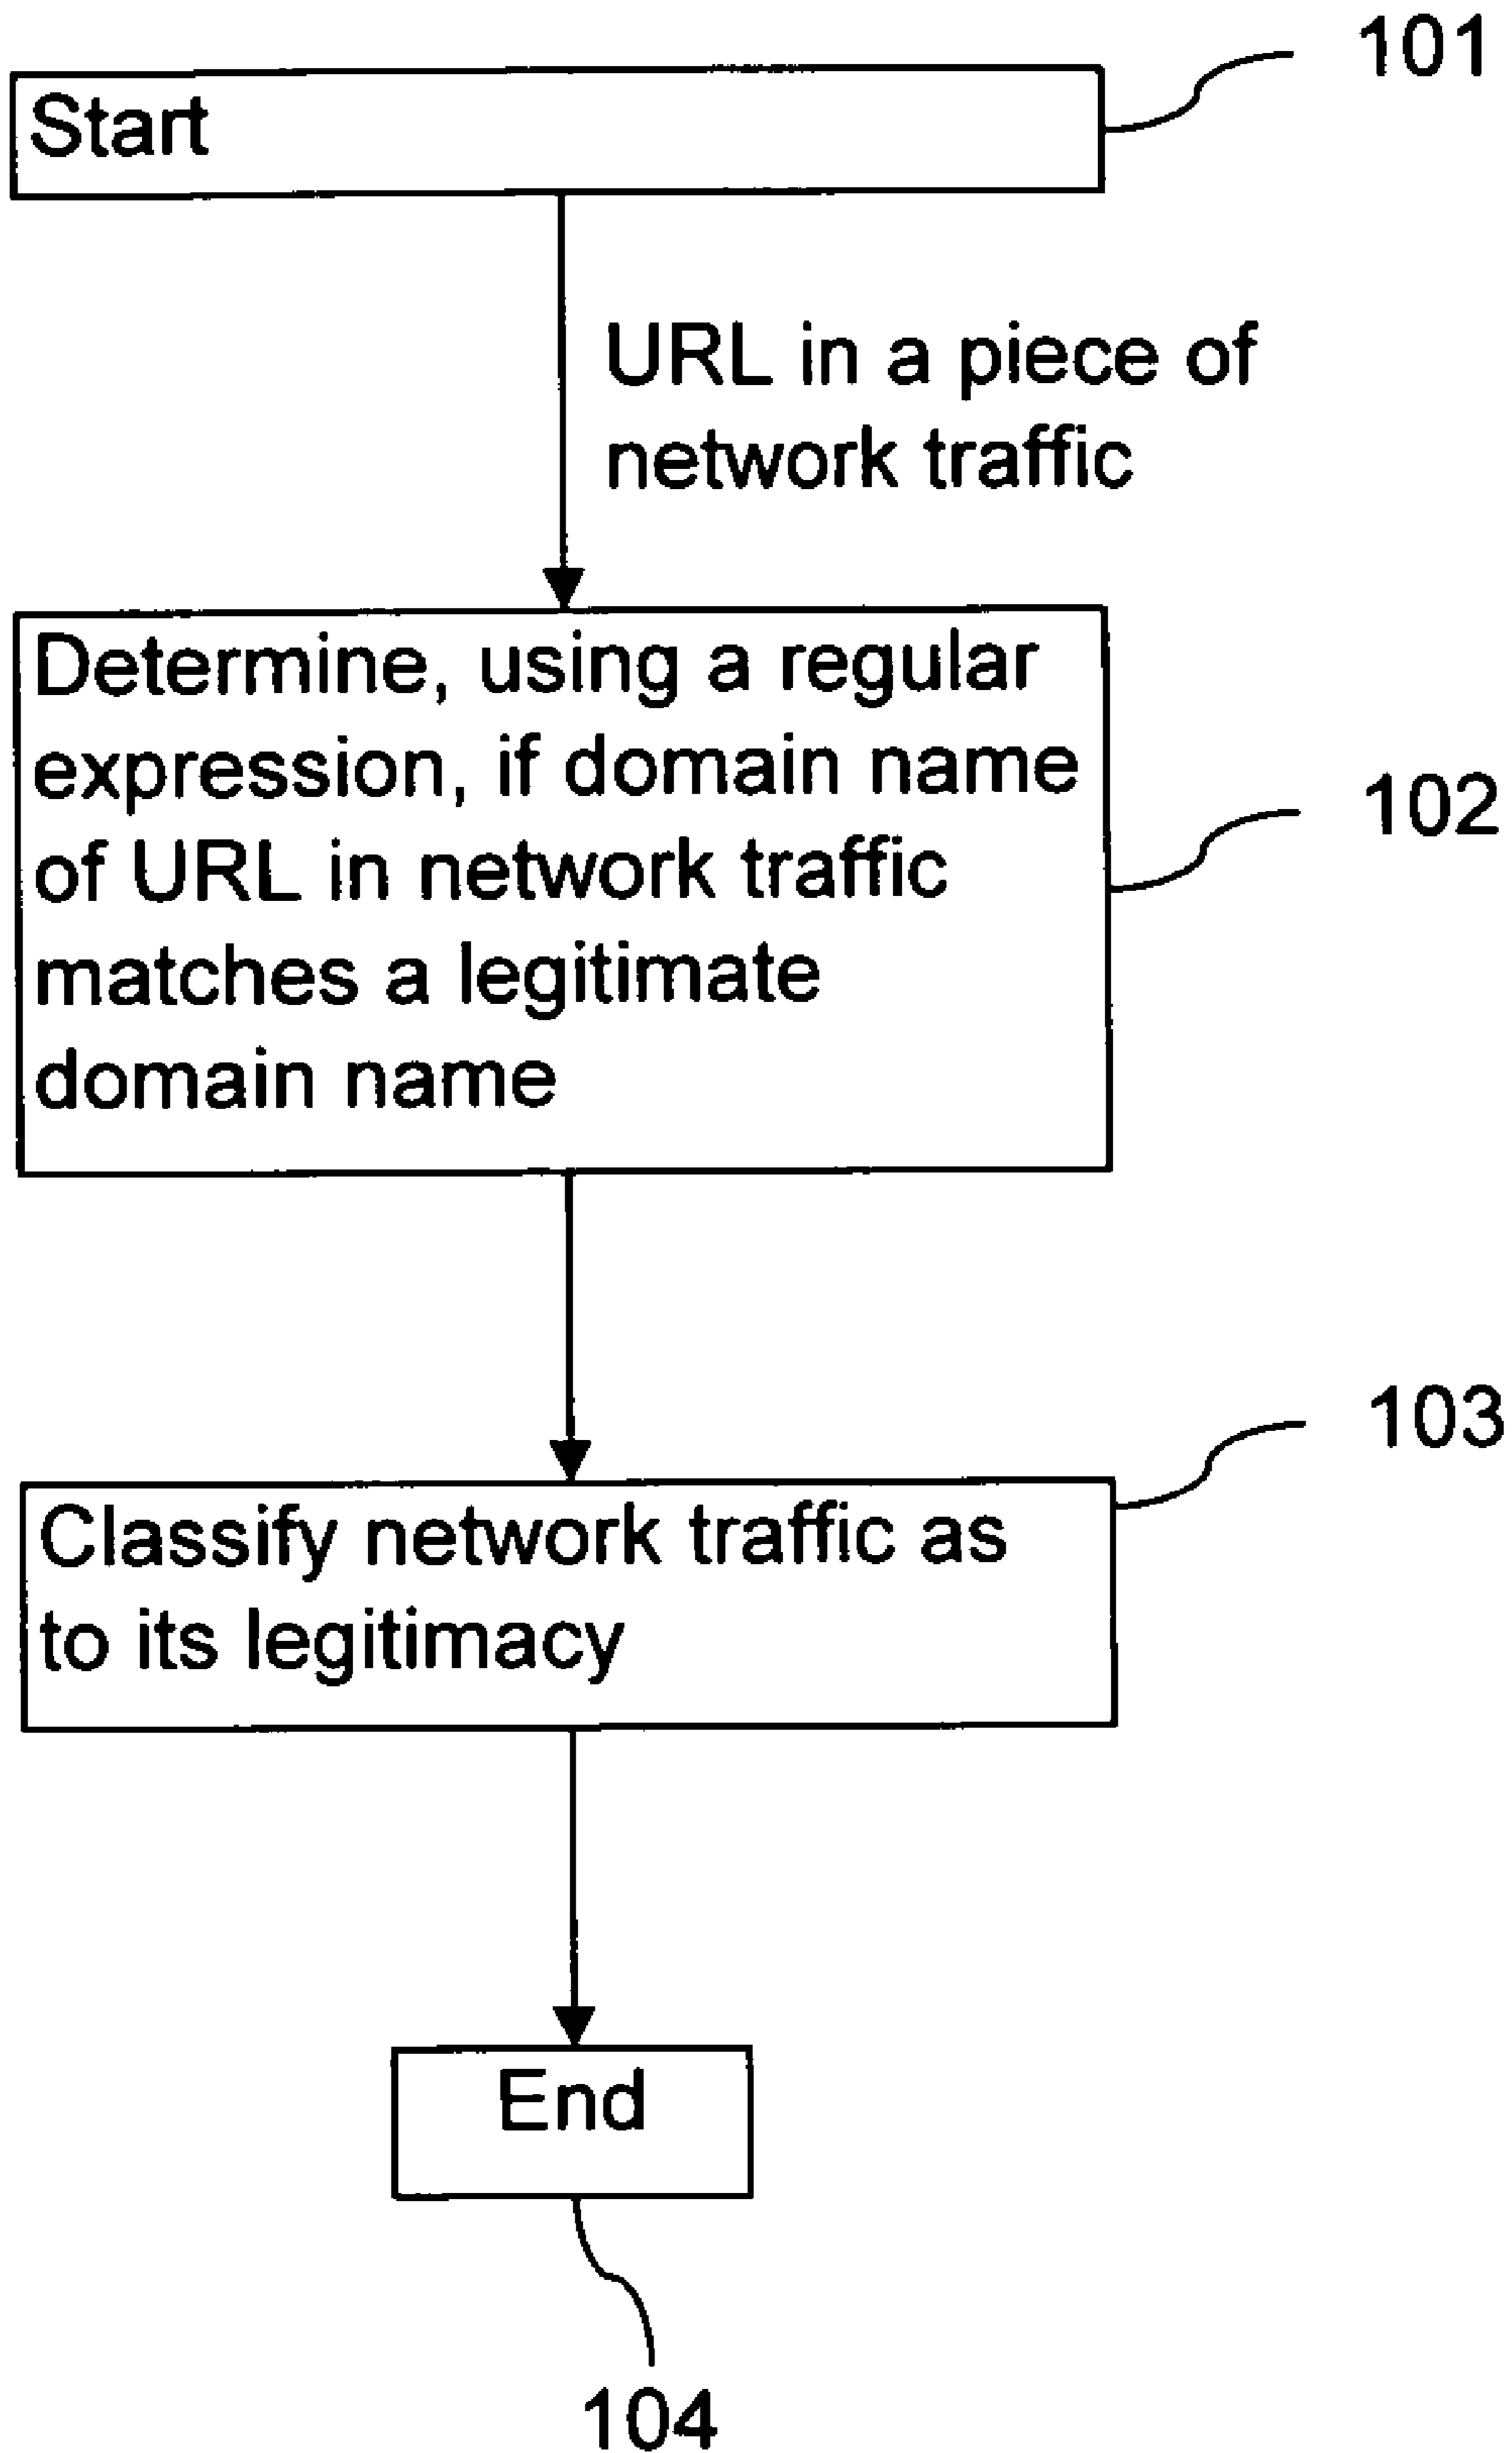 101
Start
URL in a piece of
network traffic
Determine, using a regular
expression, if domain name
of URL in network traffic
matches a legitimate
domain name
102
103
Classify network traffic as
to its legitimacy
End
104